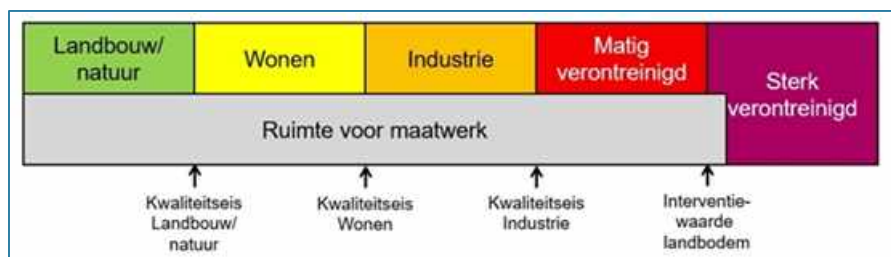 Landbouw/
natuur
Wonen
Industrie
Matig
verontreinigd
Sterk
verontreinigd
Ruimte voor maatwerk
Kwaliteitseis
Landbouw/
natuur
Kwaliteitseis
Wonen
Kwaliteitseis
Industrie
Interventie-
waarde
landbodem